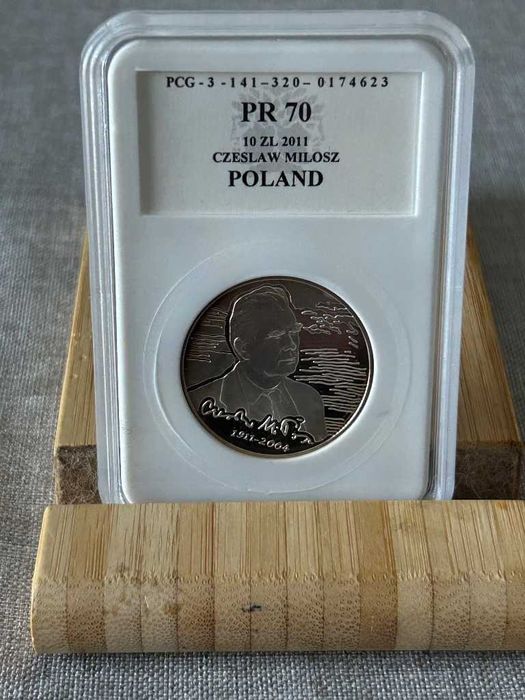 PCG - 3 - 141 - 320 - 0174623
PR 70
10 ZL 2011
CZESLAW MILOSZ
POLAND
1911-2004